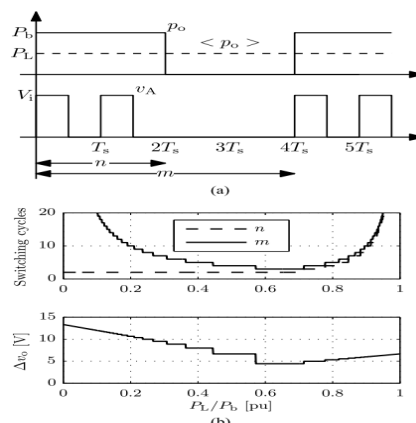 P_b
p_o
P_L
< p_o >
V_i
v_A
T_s 2T_s 3T_s 4T_s 5T_s
n
m
(a)
Switching cycles
20
10
0
n
m
0 0.2 0.4 0.6 0.8 1
Δv_o [V]
15
10
5
0
0 0.2 0.4 0.6 0.8 1
P_L/P_b [pu]
(b)